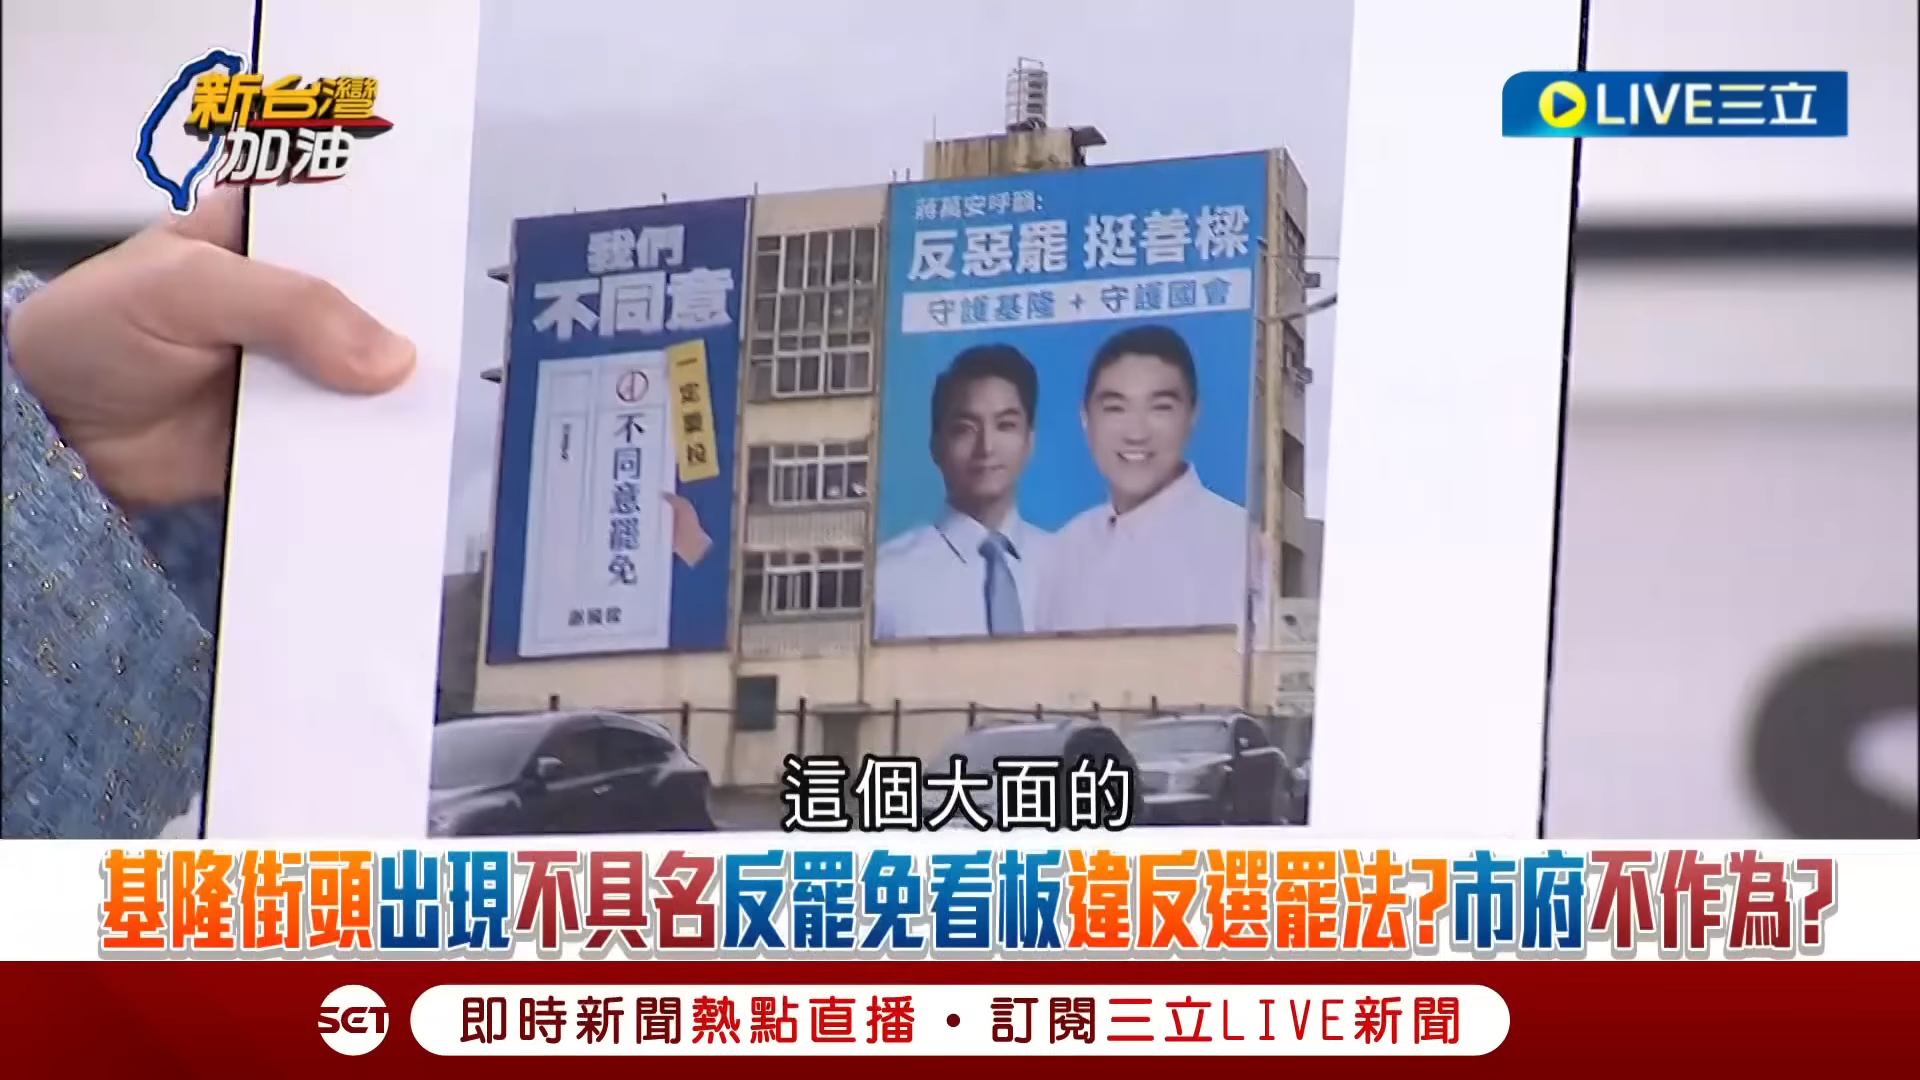 新台灣
加油
LIVE三立
我們
不同意
一定要投
不同意罷免
蔣萬安呼籲:
反惡罷 挺善樑
守護基隆 + 守護國會
這個大面的
基隆街頭出現不具名反罷免看板違反選罷法?市府不作為?
SET
即時新聞熱點直播・訂閱三立LIVE新聞